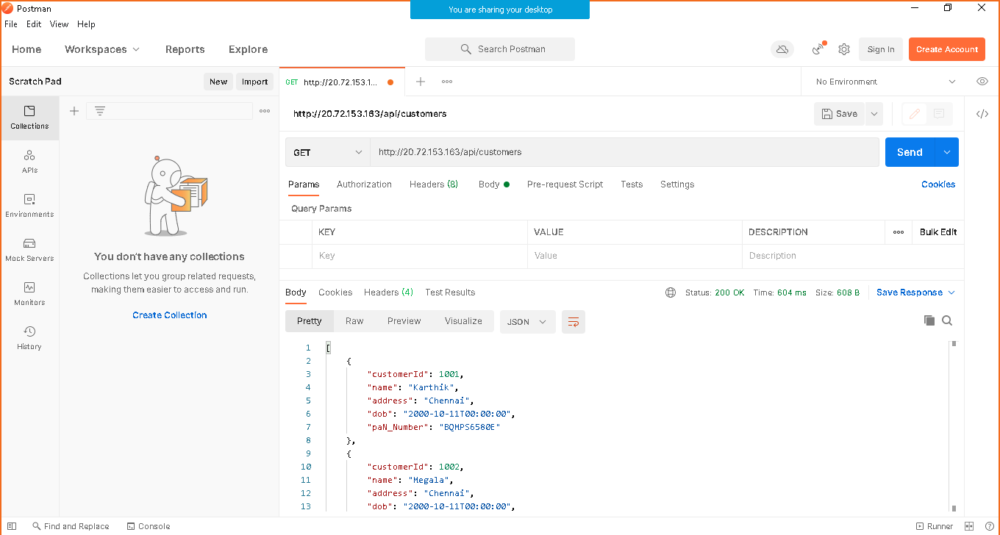 Postman
You are sharing your desktop
File Edit View Help
Home Workspaces Reports Explore Search Postman Sign In Create Account
Scratch Pad New Import GET http://20.72.153.1... No Environment
http://20.72.153.163/api/customers Save
Collections
GET http://20.72.153.163/api/customers Send
APIs
Params Authorization Headers (8) Body Pre-request Script Tests Settings Cookies
Query Params
Environments
KEY VALUE DESCRIPTION Bulk Edit
Key Value Description
Mock Servers
You don't have any collections
Collections let you group related requests,
making them easier to access and run.
Create Collection
Monitors
History
Body Cookies Headers (4) Test Results Status: 200 OK Time: 604 ms Size: 608 B Save Response
Pretty Raw Preview Visualize JSON
1 [
2 {
3 "customerId": 1001,
4 "name": "Karthik",
5 "address": "Chennai",
6 "dob": "2000-10-11T00:00:00",
7 "paN_Number": "BQMPS6580E"
8 },
9 {
10 "customerId": 1002,
11 "name": "Megala",
12 "address": "Chennai",
13 "dob": "2000-10-11T00:00:00",
Find and Replace Console Runner